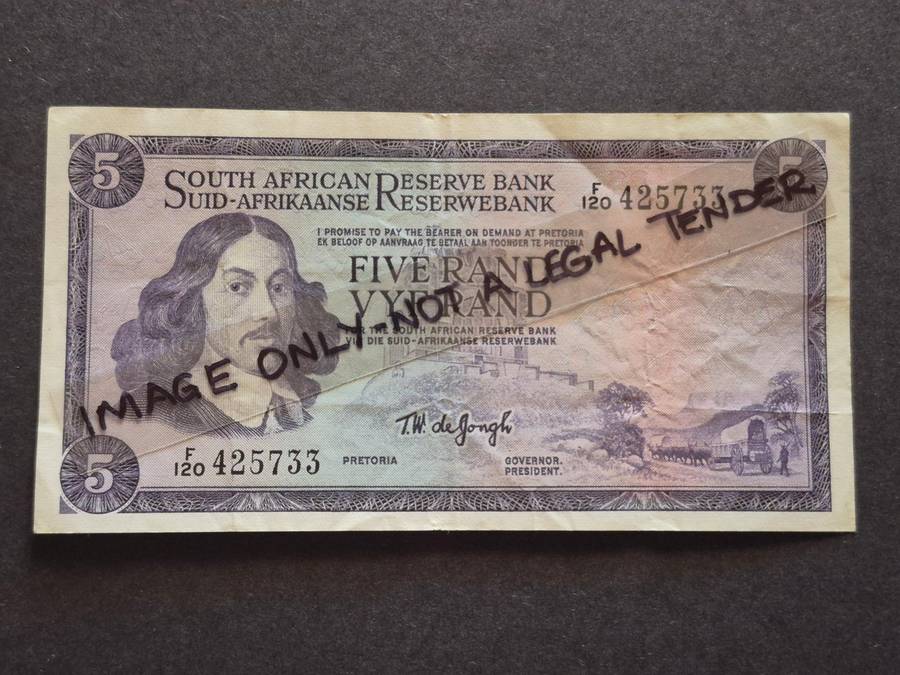 5
5
SOUTH AFRICAN RESERVE BANK
SUID-AFRIKAANSE RESERWEBANK
F
120 425733
I PROMISE TO PAY THE BEARER ON DEMAND AT PRETORIA
EK BELOOF OP AANVRAAG TE BETAAL AAN TOONDER TE PRETORIA
FIVE RAND
VYF RAND
FOR THE SOUTH AFRICAN RESERVE BANK
VIR DIE SUID-AFRIKAANSE RESERWEBANK
IMAGE ONLY-NOT A LEGAL TENDER
T.W. de Jongh
F
120 425733
PRETORIA
GOVERNOR.
PRESIDENT.
5